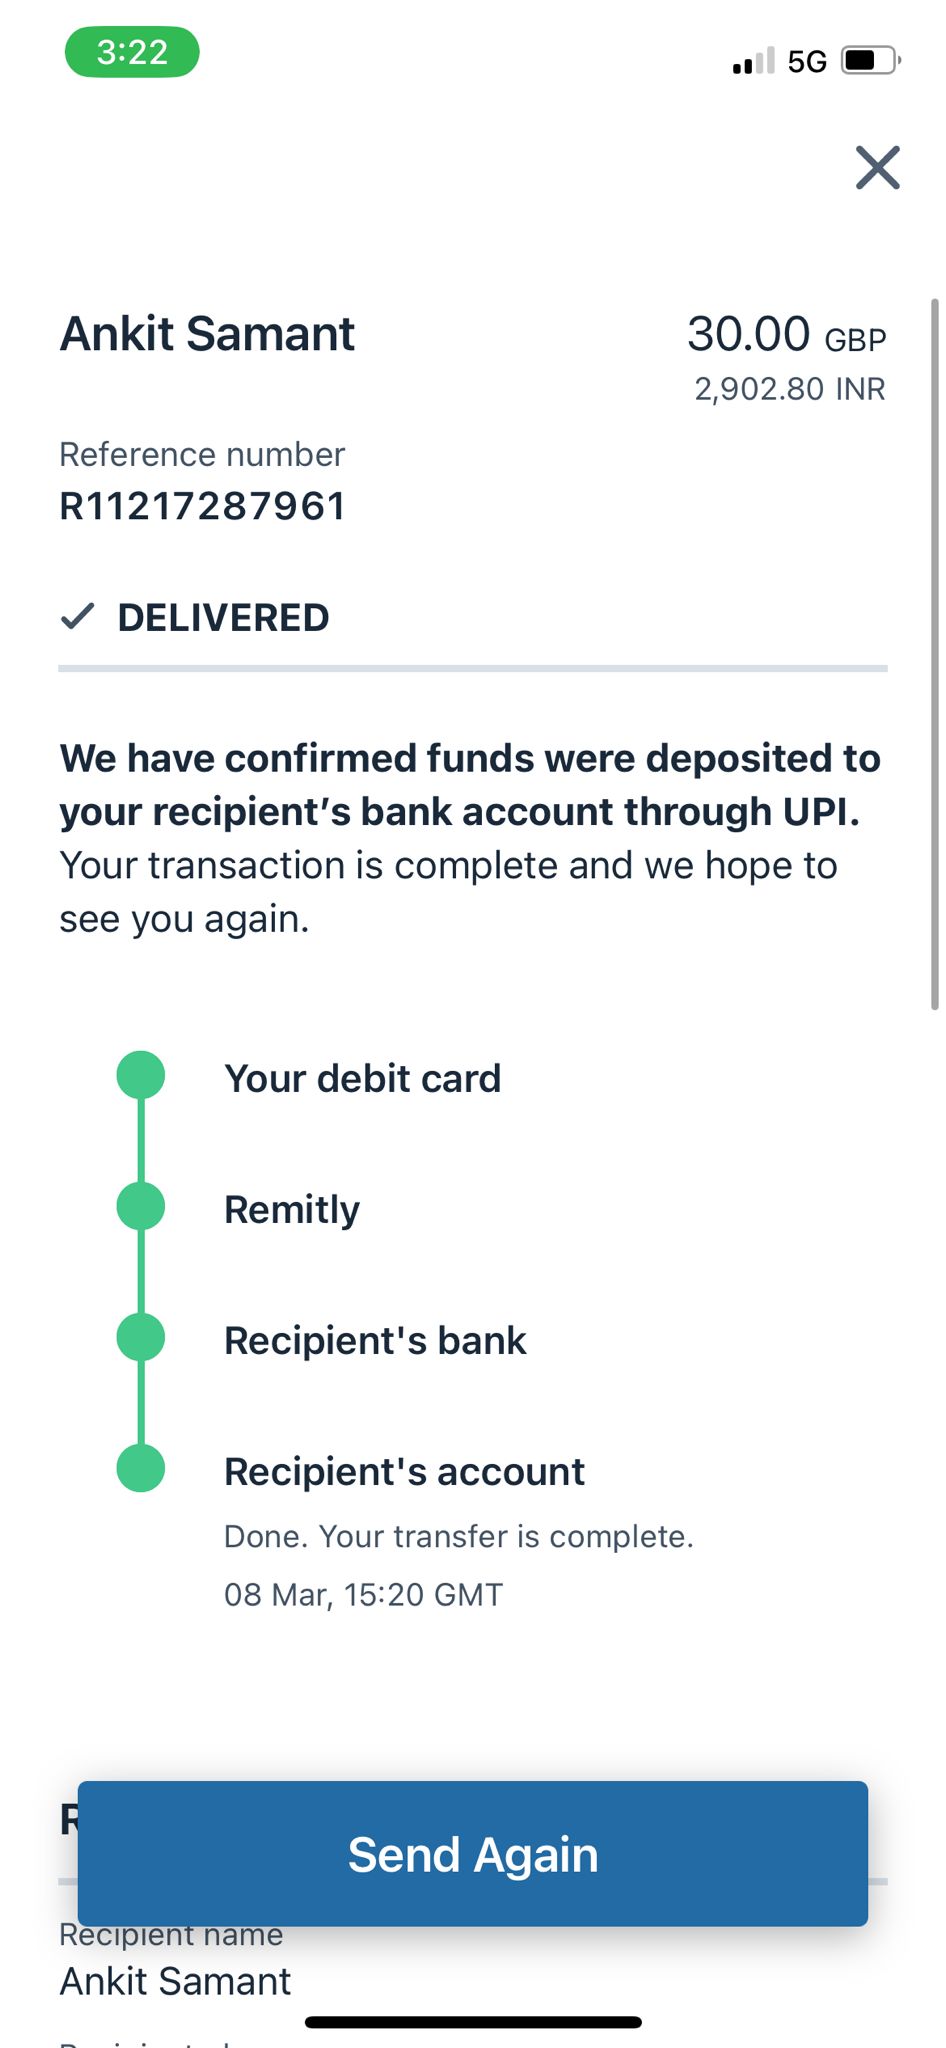 3:22
5G
Ankit Samant
30.00 GBP
2,902.80 INR
Reference number
R11217287961
DELIVERED
We have confirmed funds were deposited to
your recipient’s bank account through UPI.
Your transaction is complete and we hope to
see you again.
Your debit card
Remitly
Recipient's bank
Recipient's account
Done. Your transfer is complete.
08 Mar, 15:20 GMT
Send Again
Recipient name
Ankit Samant